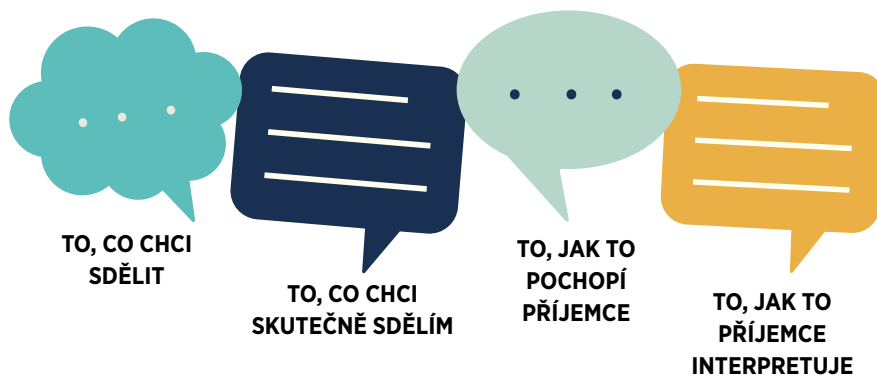 TO, CO CHCI
SDĚLIT
TO, CO CHCI
SKUTEČNĚ SDĚLÍM
TO, JAK TO
POCHOPÍ
PŘÍJEMCE
TO, JAK TO
PŘÍJEMCE
INTERPRETUJE